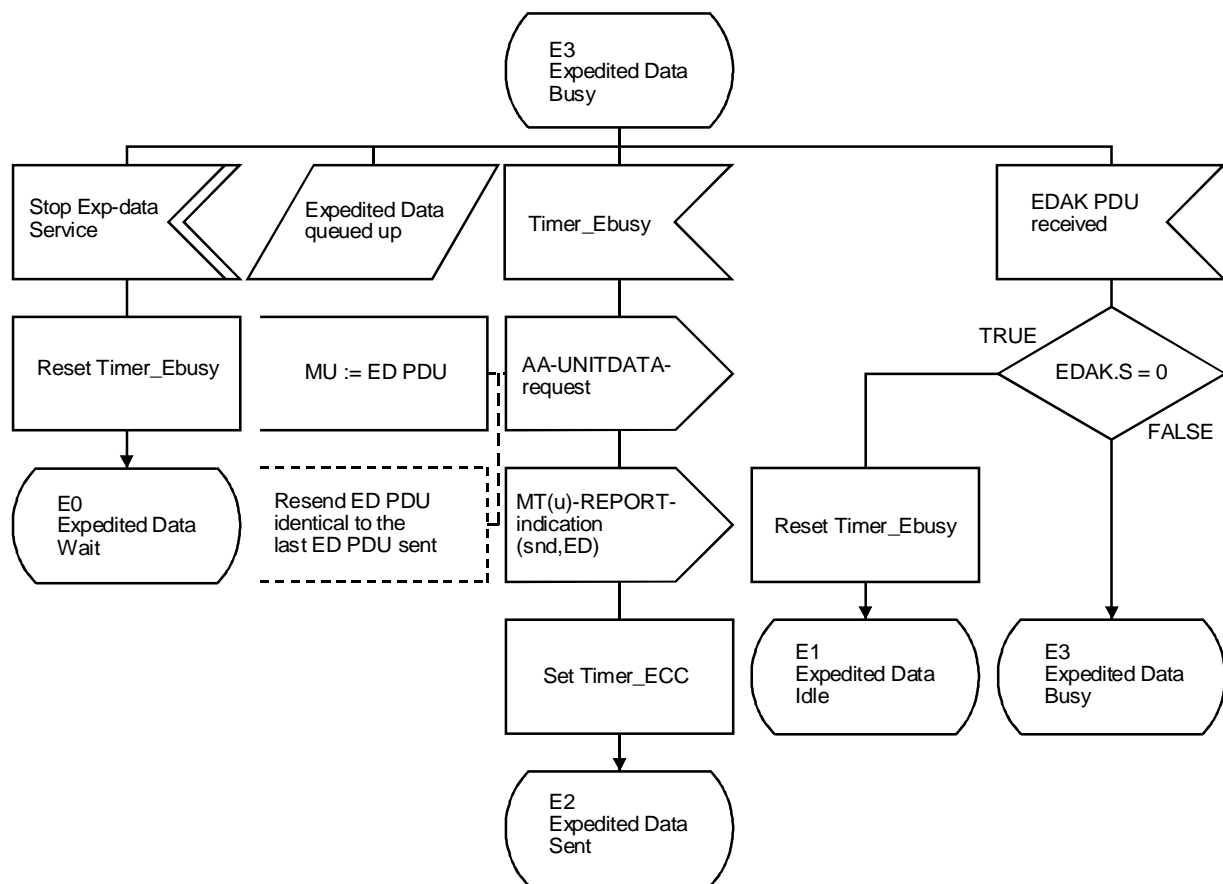 E3
Expedited Data
Busy
Stop Exp-data
Service
Expedited Data
queued up
Timer_Ebusy
EDAK PDU
received
Reset Timer_Ebusy
MU := ED PDU
AA-UNITDATA-
request
TRUE
EDAK.S = 0
FALSE
E0
Expedited Data
Wait
Resend ED PDU
identical to the
last ED PDU sent
MT(u)-REPORT-
indication
(snd,ED)
Reset Timer_Ebusy
Set Timer_ECC
E1
Expedited Data
Idle
E3
Expedited Data
Busy
E2
Expedited Data
Sent